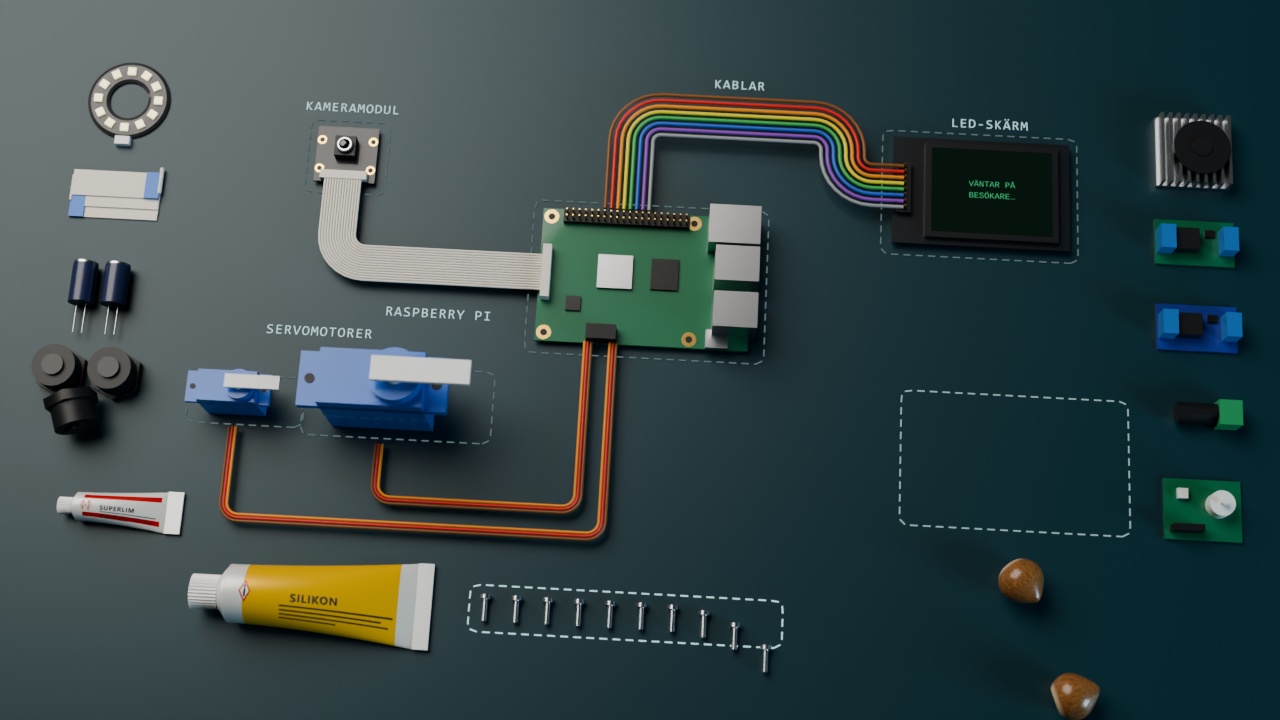 KABLAR
KAMERAMODUL
LED-SKÄRM
VÄNTAR PÅ
BESÖKARE…
RASPBERRY PI
SERVOMOTORER
SUPERLIM
SILIKON